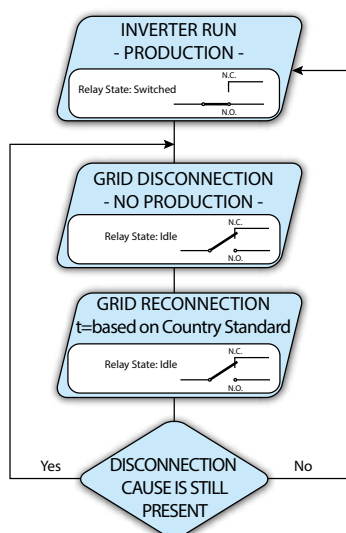 INVERTER RUN
- PRODUCTION -
N.C.
Relay State: Switched
N.O.
GRID DISCONNECTION
- NO PRODUCTION -
N.C.
Relay State: Idle
N.O.
GRID RECONNECTION
t=based on Country Standard
N.C.
Relay State: Idle
N.O.
Yes
DISCONNECTION
No
CAUSE IS STILL
PRESENT